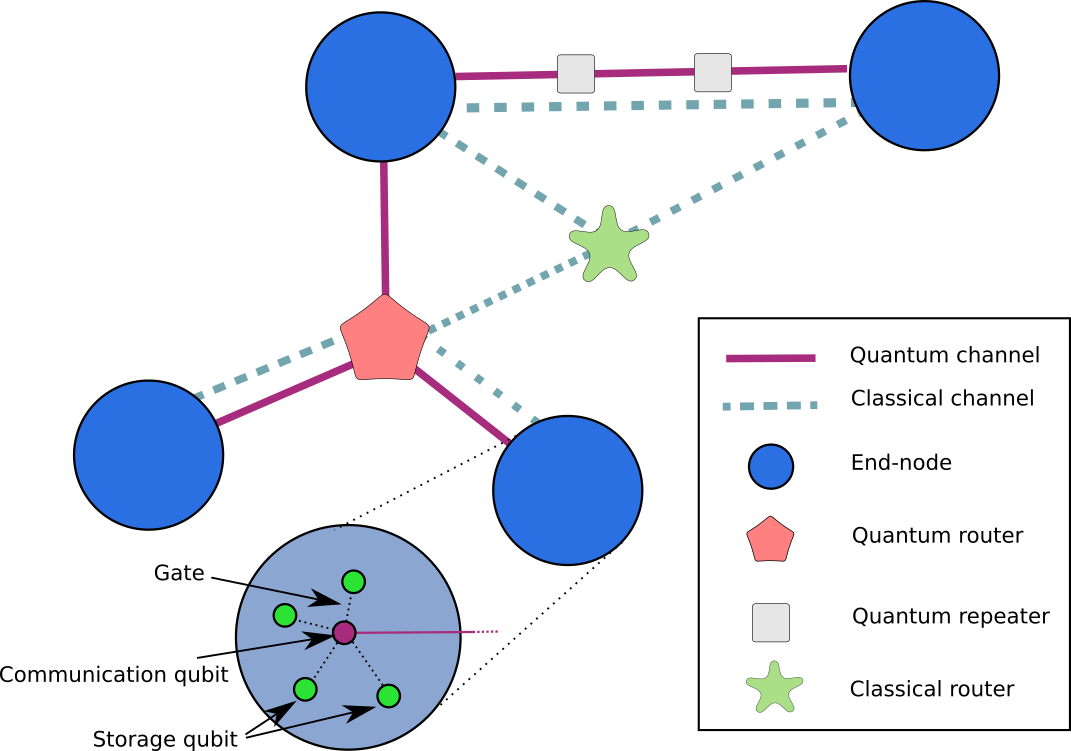 Quantum channel
Classical channel
End-node
Quantum router
Quantum repeater
Classical router
Gate
Communication qubit
Storage qubit